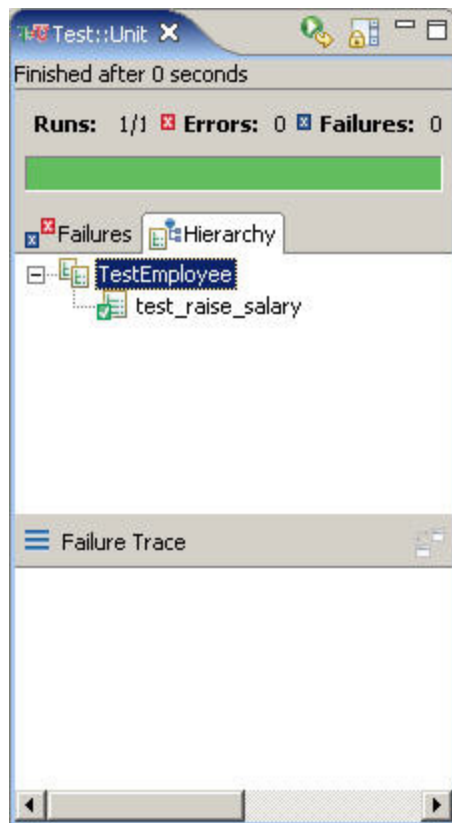 Test::Unit
Finished after 0 seconds
Runs: 1/1 Errors: 0 Failures: 0
Failures Hierarchy
TestEmployee
test_raise_salary
Failure Trace